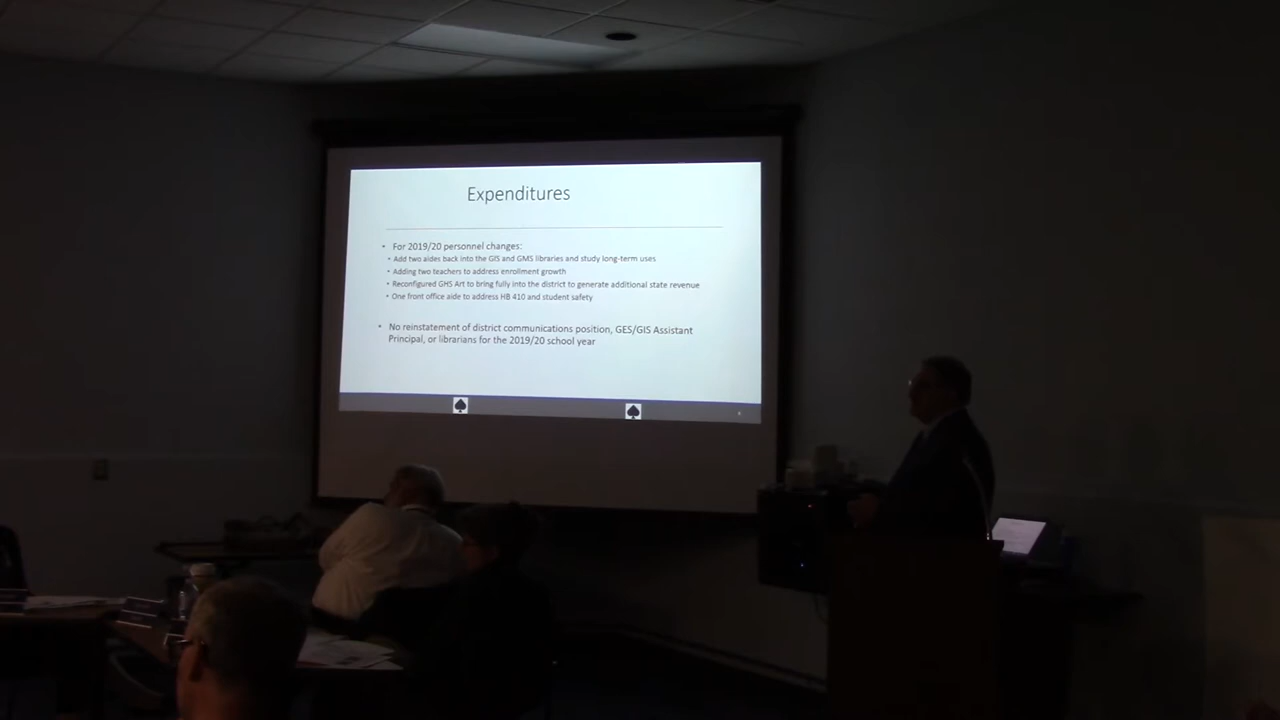 Expenditures
• For 2019/20 personnel changes:
• Add two aides back into the GIS and GMS libraries and study long-term uses
• Adding two teachers to address enrollment growth
• Reconfigured GHS Art to bring fully into the district to generate additional state revenue
• One front office aide to address HB 410 and student safety
• No reinstatement of district communications position, GES/GIS Assistant
Principal, or librarians for the 2019/20 school year